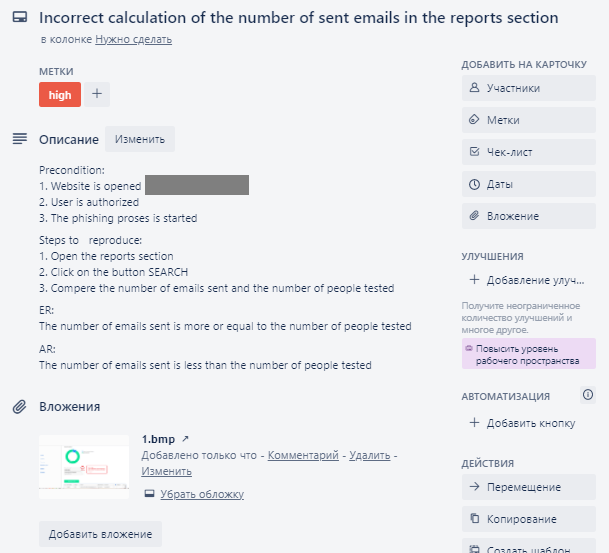 Incorrect calculation of the number of sent emails in the reports section
в колонке Нужно сделать
МЕТКИ
high
Описание
Изменить
Precondition:
1. Website is opened
2. User is authorized
3. The phishing proses is started
Steps to reproduce:
1. Open the reports section
2. Click on the button SEARCH
3. Compere the number of emails sent and the number of people tested
ER:
The number of emails sent is more or equal to the number of people tested
AR:
The number of emails sent is less than the number of people tested
Вложения
1.bmp ↗
Добавлено только что - Комментарий - Удалить -
Изменить
Убрать обложку
Добавить вложение
ДОБАВИТЬ НА КАРТОЧКУ
Участники
Метки
Чек-лист
Даты
Вложение
УЛУЧШЕНИЯ
+ Добавление улуч...
Получите неограниченное
количество улучшений и
многое другое.
Повысить уровень
рабочего пространства
АВТОМАТИЗАЦИЯ
+ Добавить кнопку
ДЕЙСТВИЯ
Перемещение
Копирование
Создать шаблон